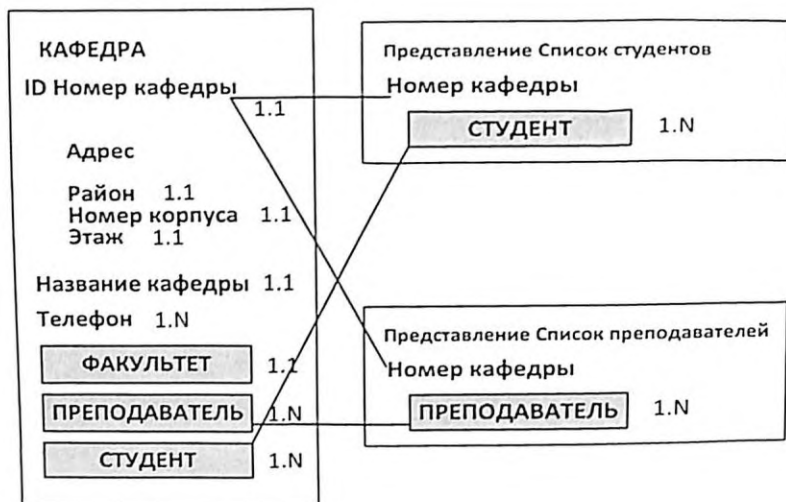 КАФЕДРА
ID Номер кафедры
1.1
Адрес
Район 1.1
Номер корпуса 1.1
Этаж 1.1
Название кафедры 1.1
Телефон 1.N
ФАКУЛЬТЕТ 1.1
ПРЕПОДАВАТЕЛЬ 1.N
СТУДЕНТ 1.N
Представление Список студентов
Номер кафедры
СТУДЕНТ 1.N
Представление Список преподавателей
Номер кафедры
ПРЕПОДАВАТЕЛЬ 1.N